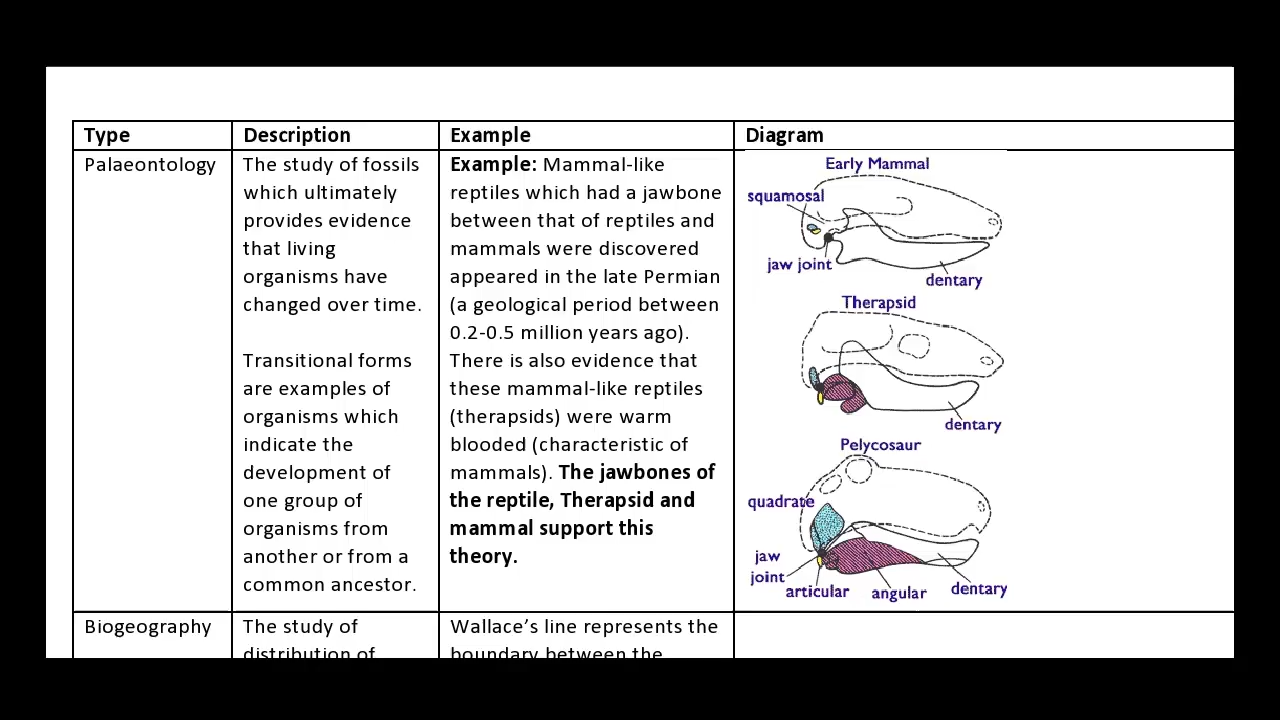 Type
Description
Example
Diagram
Palaeontology
The study of fossils
which ultimately
provides evidence
that living
organisms have
changed over time.
Transitional forms
are examples of
organisms which
indicate the
development of
one group of
organisms from
another or from a
common ancestor.
Example: Mammal-like
reptiles which had a jawbone
between that of reptiles and
mammals were discovered
appeared in the late Permian
(a geological period between
0.2-0.5 million years ago).
There is also evidence that
these mammal-like reptiles
(therapsids) were warm
blooded (characteristic of
mammals). The jawbones of
the reptile, Therapsid and
mammal support this
theory.
Early Mammal
squamosal
jaw joint
dentary
Therapsid
dentary
Pelycosaur
quadrate
jaw
joint
articular
angular
dentary
Biogeography
The study of
distribution of
Wallace’s line represents the
boundary between the